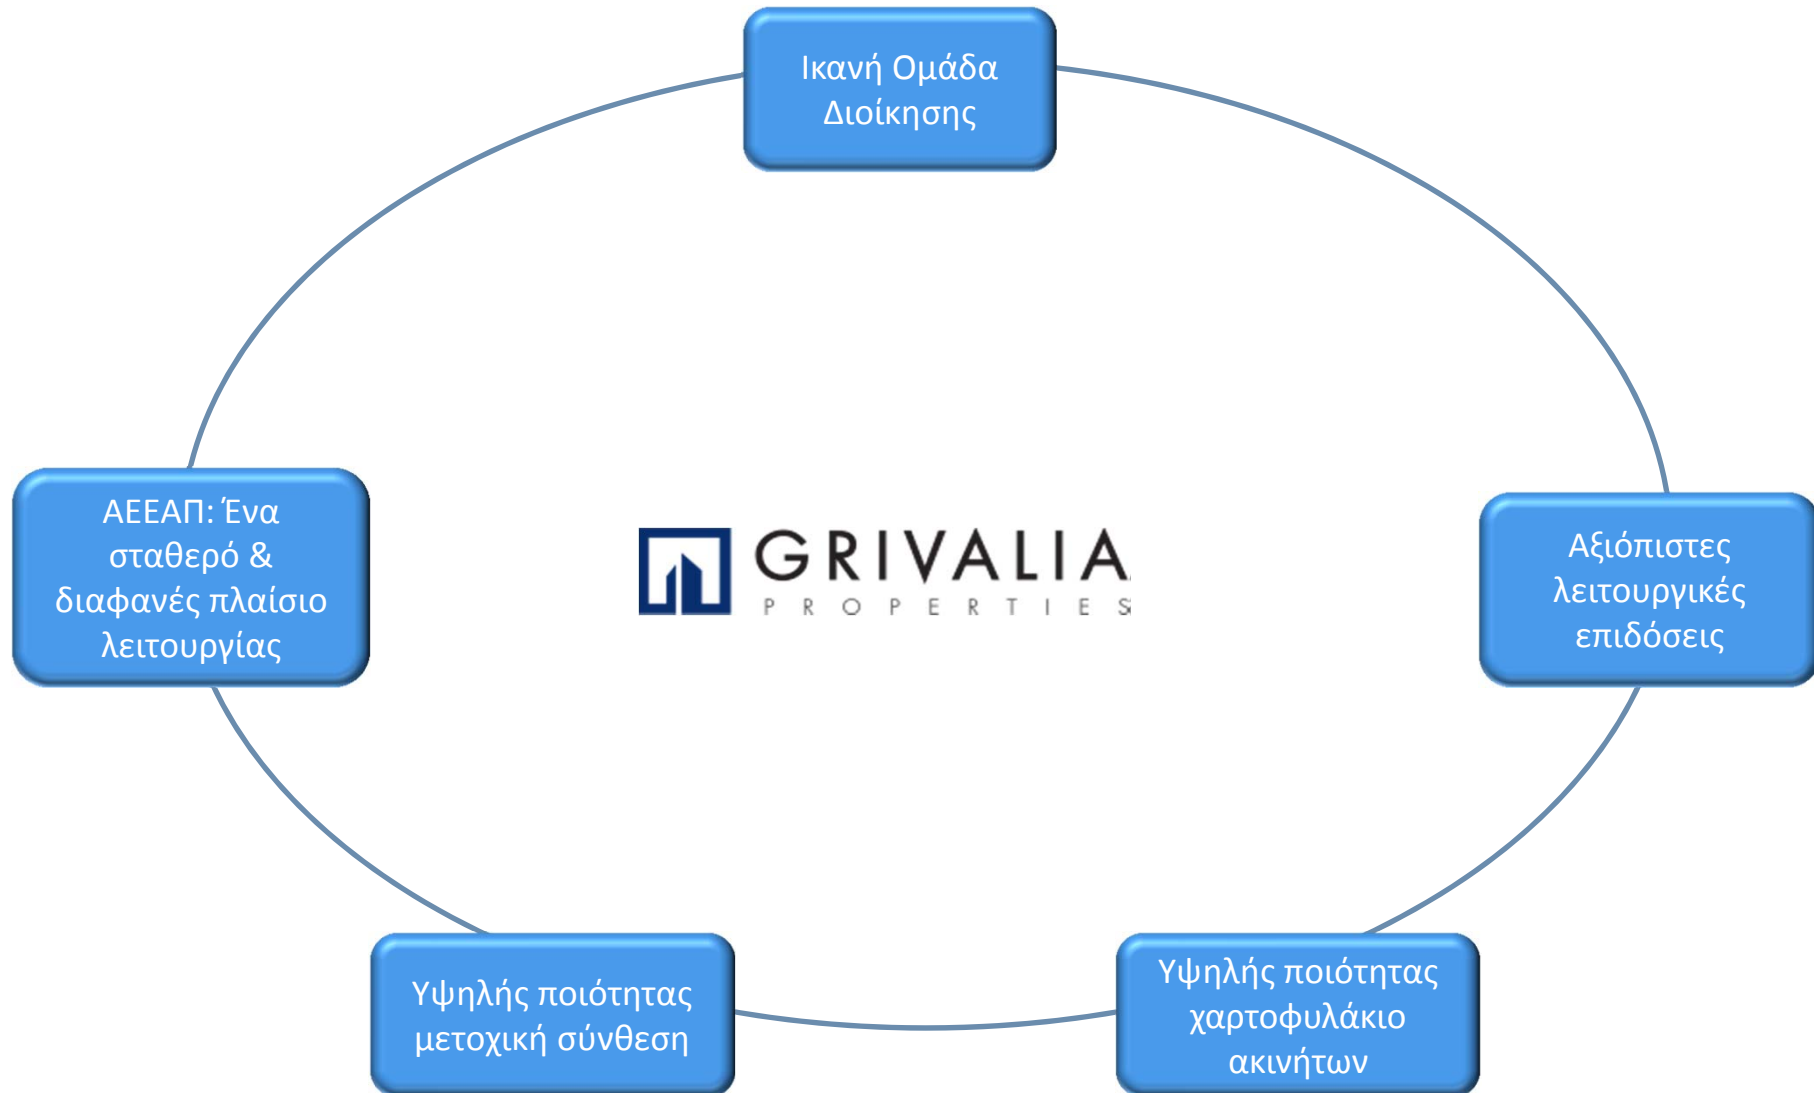 Ικανή Ομάδα
Διοίκησης
ΑΕΕΑΠ: Ένα
σταθερό &
διαφανές πλαίσιο
λειτουργίας
GRIVALIA
PROPERTIES
Αξιόπιστες
λειτουργικές
επιδόσεις
Υψηλής ποιότητας
μετοχική σύνθεση
Υψηλής ποιότητας
χαρτοφυλάκιο
ακινήτων